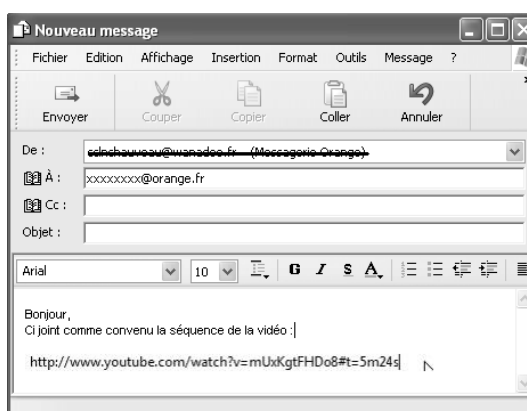 Nouveau message
Fichier Edition Affichage Insertion Format Outils Message ?
Envoyer Couper Copier Coller Annuler
De : (Messagerie Orange)
À : xxxxxxxx@orange.fr
Cc :
Objet :
Arial 10 G I S A
Bonjour,
Ci joint comme convenu la séquence de la vidéo :
http://www.youtube.com/watch?v=mUxKgtFHDo8#t=5m24s